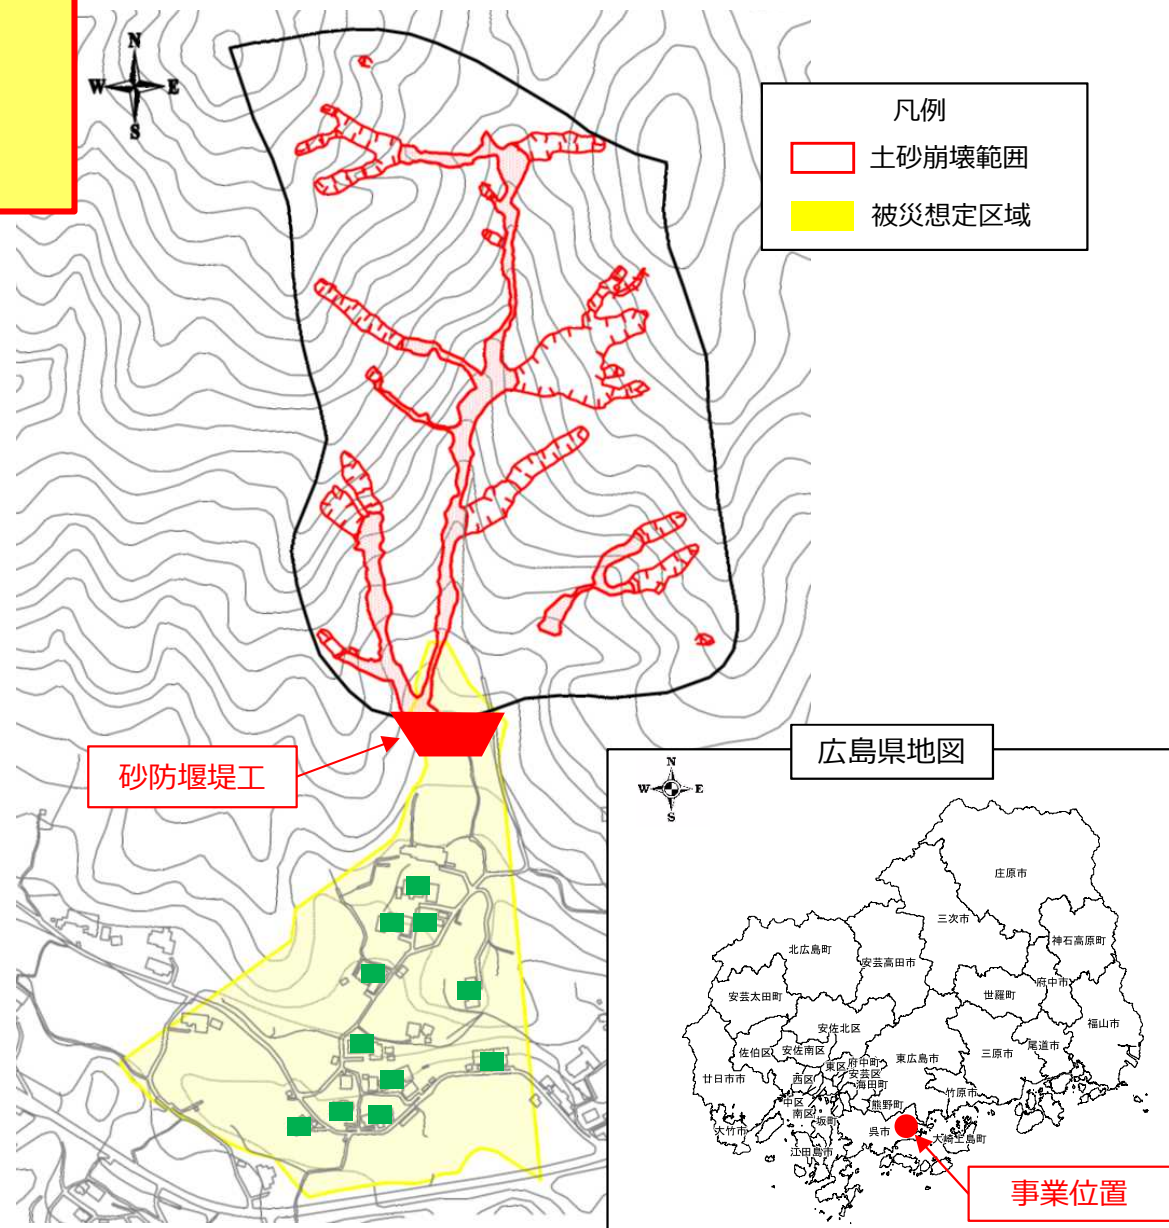 N
W E
S
凡例
土砂崩壊範囲
被災想定区域
砂防堰堤工
広島県地図
N
W E
S
庄原市
三次市
神石高原町
北広島町
安芸高田市
府中市
安芸太田町
世羅町
福山市
安佐北区
佐伯区
安佐南区
東広島市
三原市
尾道市
東区
府中町
安芸区
廿日市市
西区
海田町
竹原市
中区
熊野町
南区
坂町
大竹市
呉市
大崎上島町
江田島市
事業位置